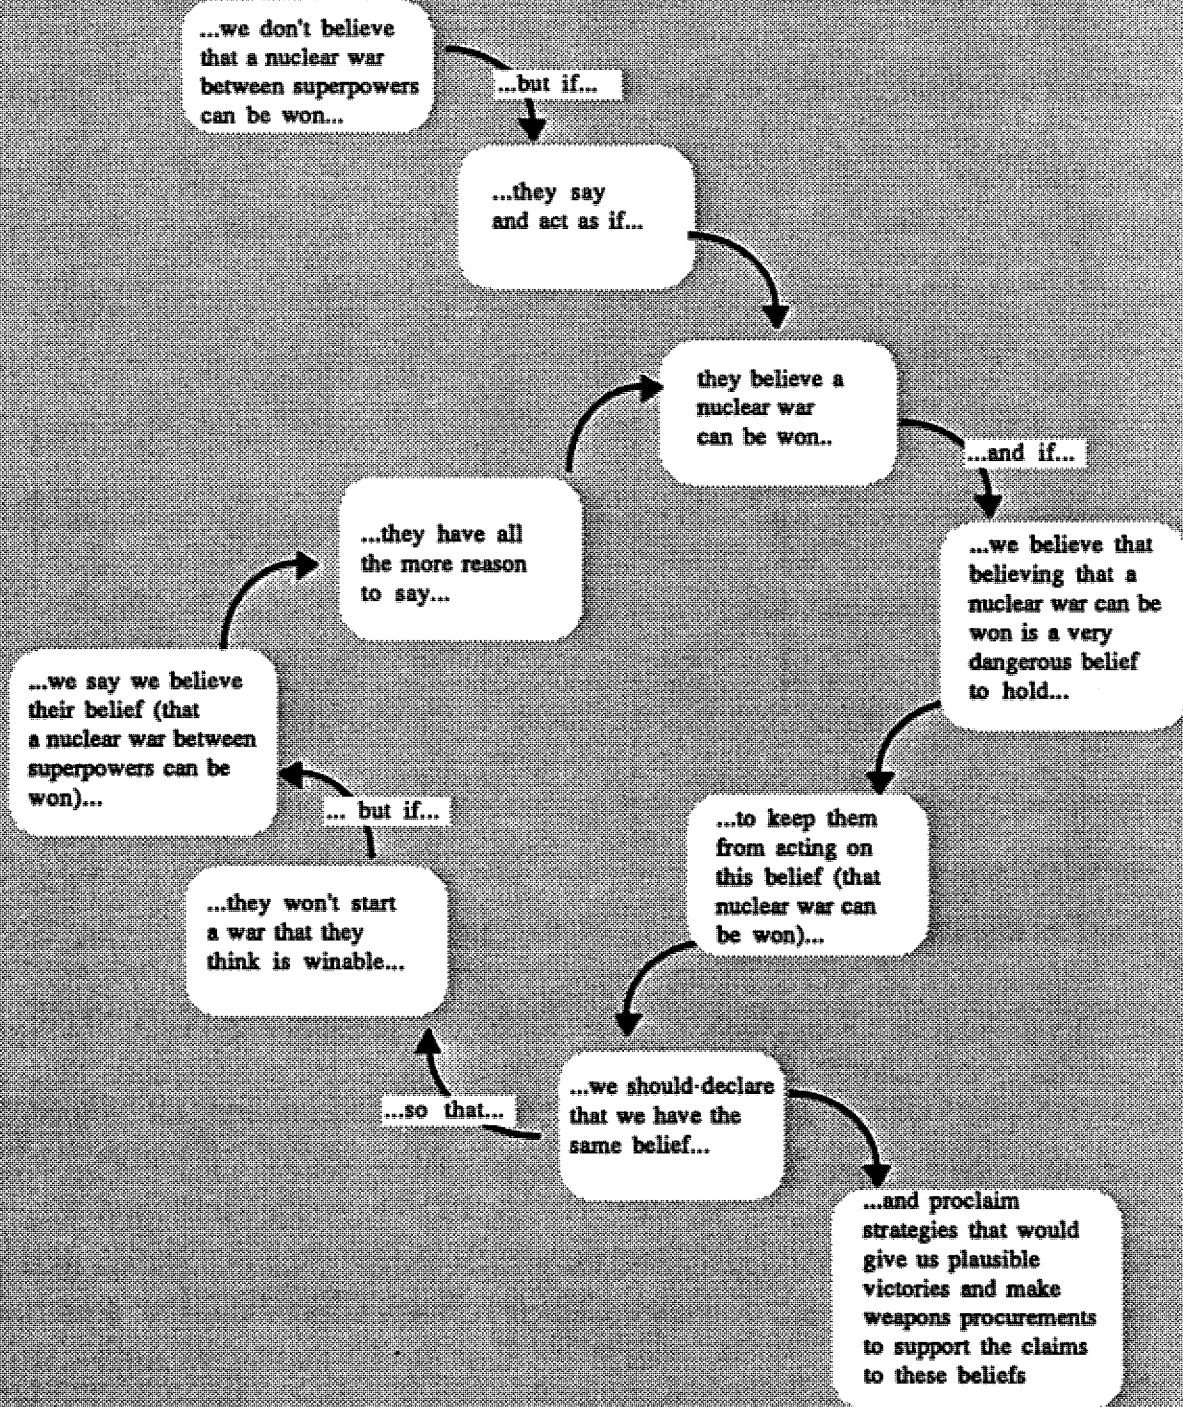 ...we don't believe
that a nuclear war
between superpowers
can be won...
...but if...
...they say
and act as if...
they believe a
nuclear war
can be won..
...and if...
...we believe that
believing that a
nuclear war can be
won is a very
dangerous belief
to hold...
...to keep them
from acting on
this belief (that
nuclear war can
be won)...
...we should-declare
that we have the
same belief...
...and proclaim
strategies that would
give us plausible
victories and make
weapons procurements
to support the claims
to these beliefs
...so that...
...they won't start
a war that they
think is winable...
... but if...
...we say we believe
their belief (that
a nuclear war between
superpowers can be
won)...
...they have all
the more reason
to say...